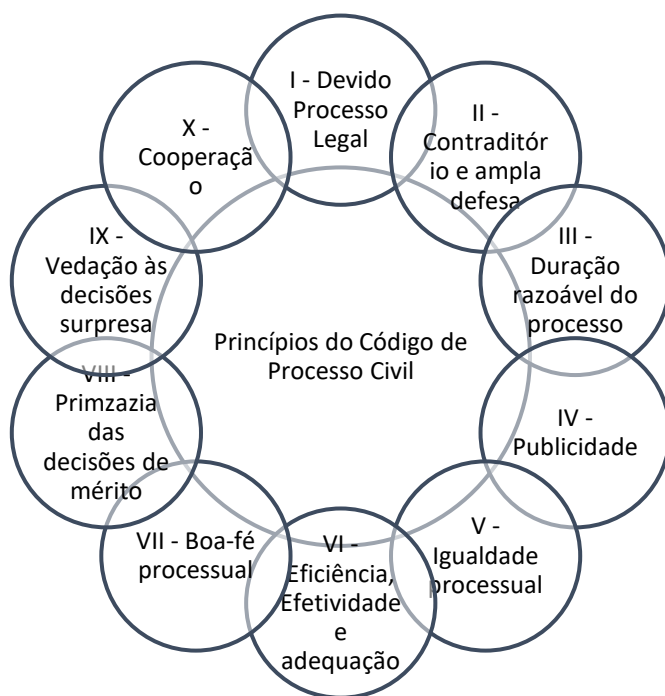 I - Devido
Processo
Legal
II -
Contraditór
io e ampla
defesa
III -
Duração
razoável do
processo
IV -
Publicidade
V -
Igualdade
processual
VI -
Eficiência,
Efetividade
e
adequação
VII - Boa-fé
processual
VIII -
Primzazia
das
decisões de
mérito
IX -
Vedação às
decisões
surpresa
X -
Cooperaçã
o
Princípios do Código de
Processo Civil